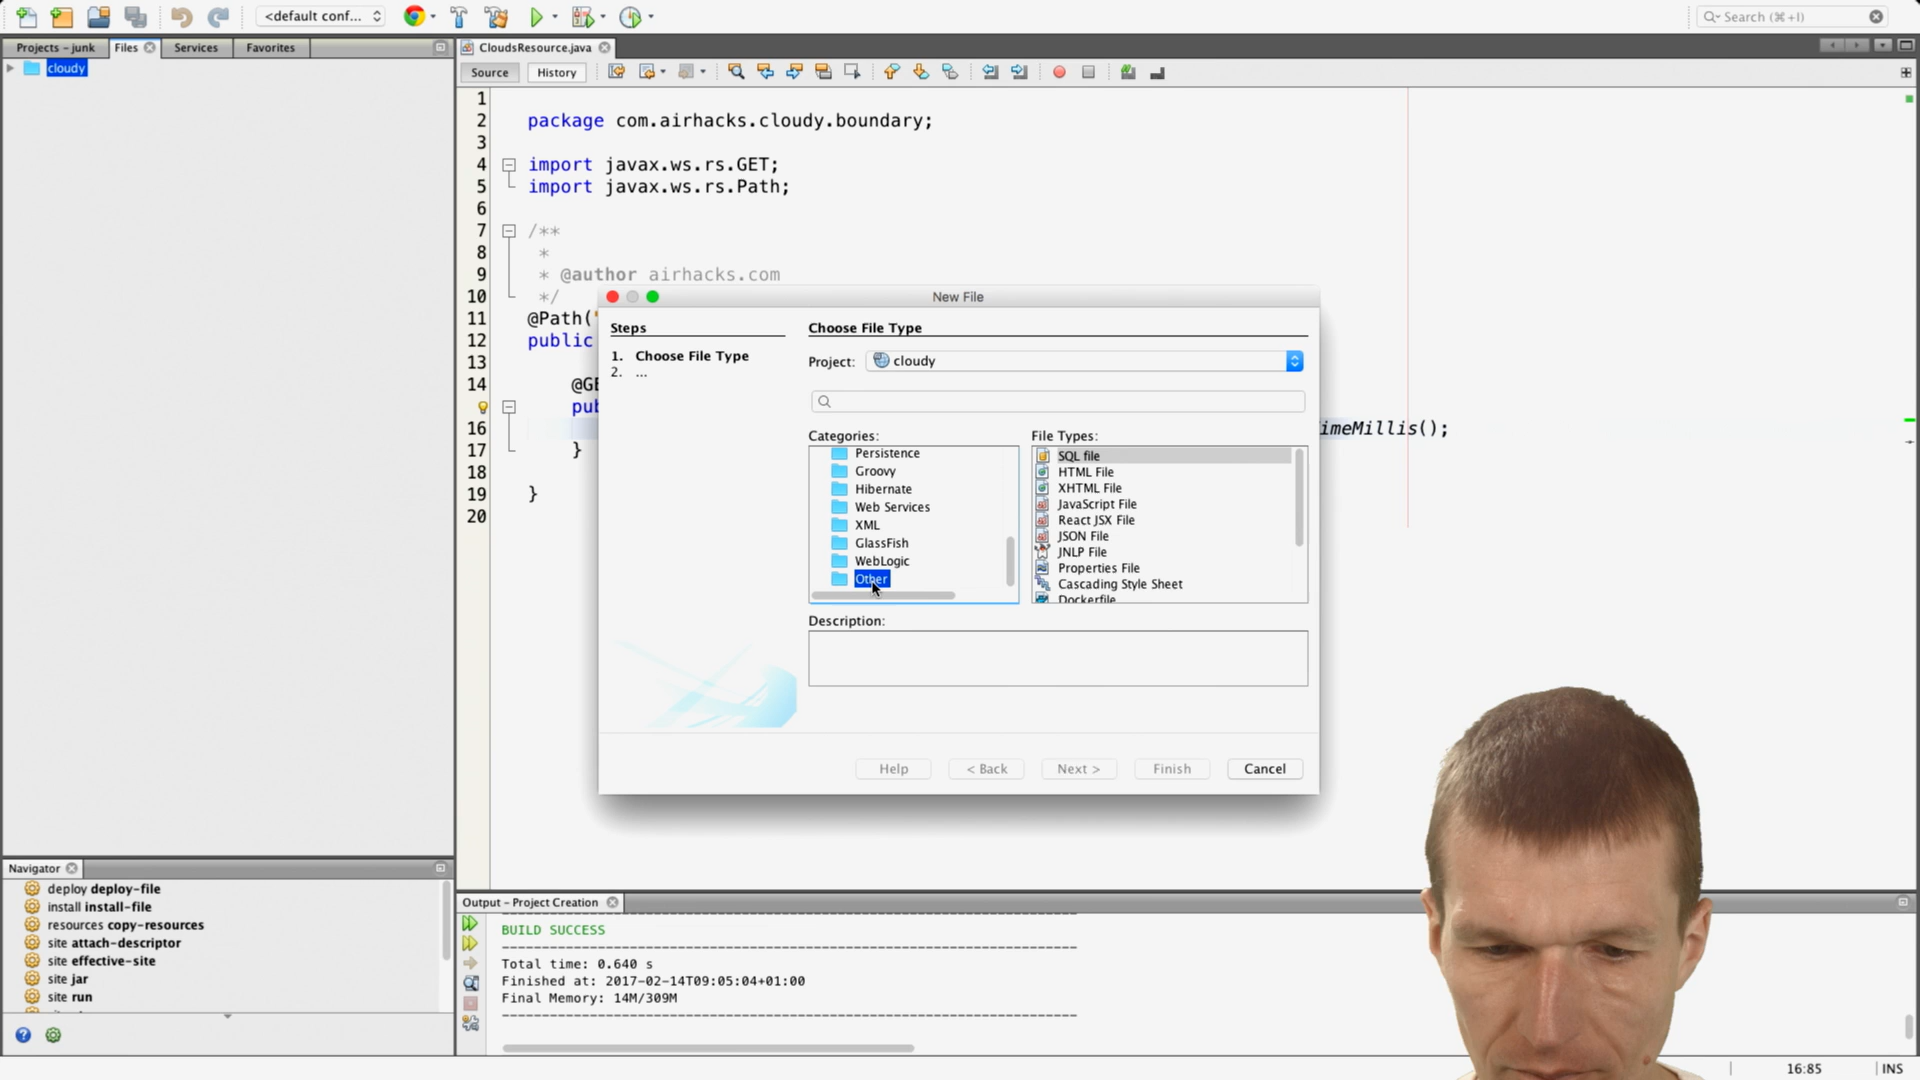 <default conf...
Search (⌘+I)
Projects - junk
Files
Services
Favorites
CloudsResource.java
cloudy
Source
History
1
2 package com.airhacks.cloudy.boundary;
3
4 import javax.ws.rs.GET;
5 import javax.ws.rs.Path;
6
7 /**
8 *
9 * @author airhacks.com
10 */
11 @Path(
12 public
13
14 @GE
pub
16 imeMillis();
17 }
18
19 }
20
New File
Steps
1. Choose File Type
2. ...
Choose File Type
Project: cloudy
Categories:
Persistence
Groovy
Hibernate
Web Services
XML
GlassFish
WebLogic
Other
File Types:
SQL file
HTML File
XHTML File
JavaScript File
React JSX File
JSON File
JNLP File
Properties File
Cascading Style Sheet
Dockerfile
Description:
Help
< Back
Next >
Finish
Cancel
Navigator
deploy deploy-file
install install-file
resources copy-resources
site attach-descriptor
site effective-site
site jar
site run
Output - Project Creation
BUILD SUCCESS
Total time: 0.640 s
Finished at: 2017-02-14T09:05:04+01:00
Final Memory: 14M/309M
16:85
INS